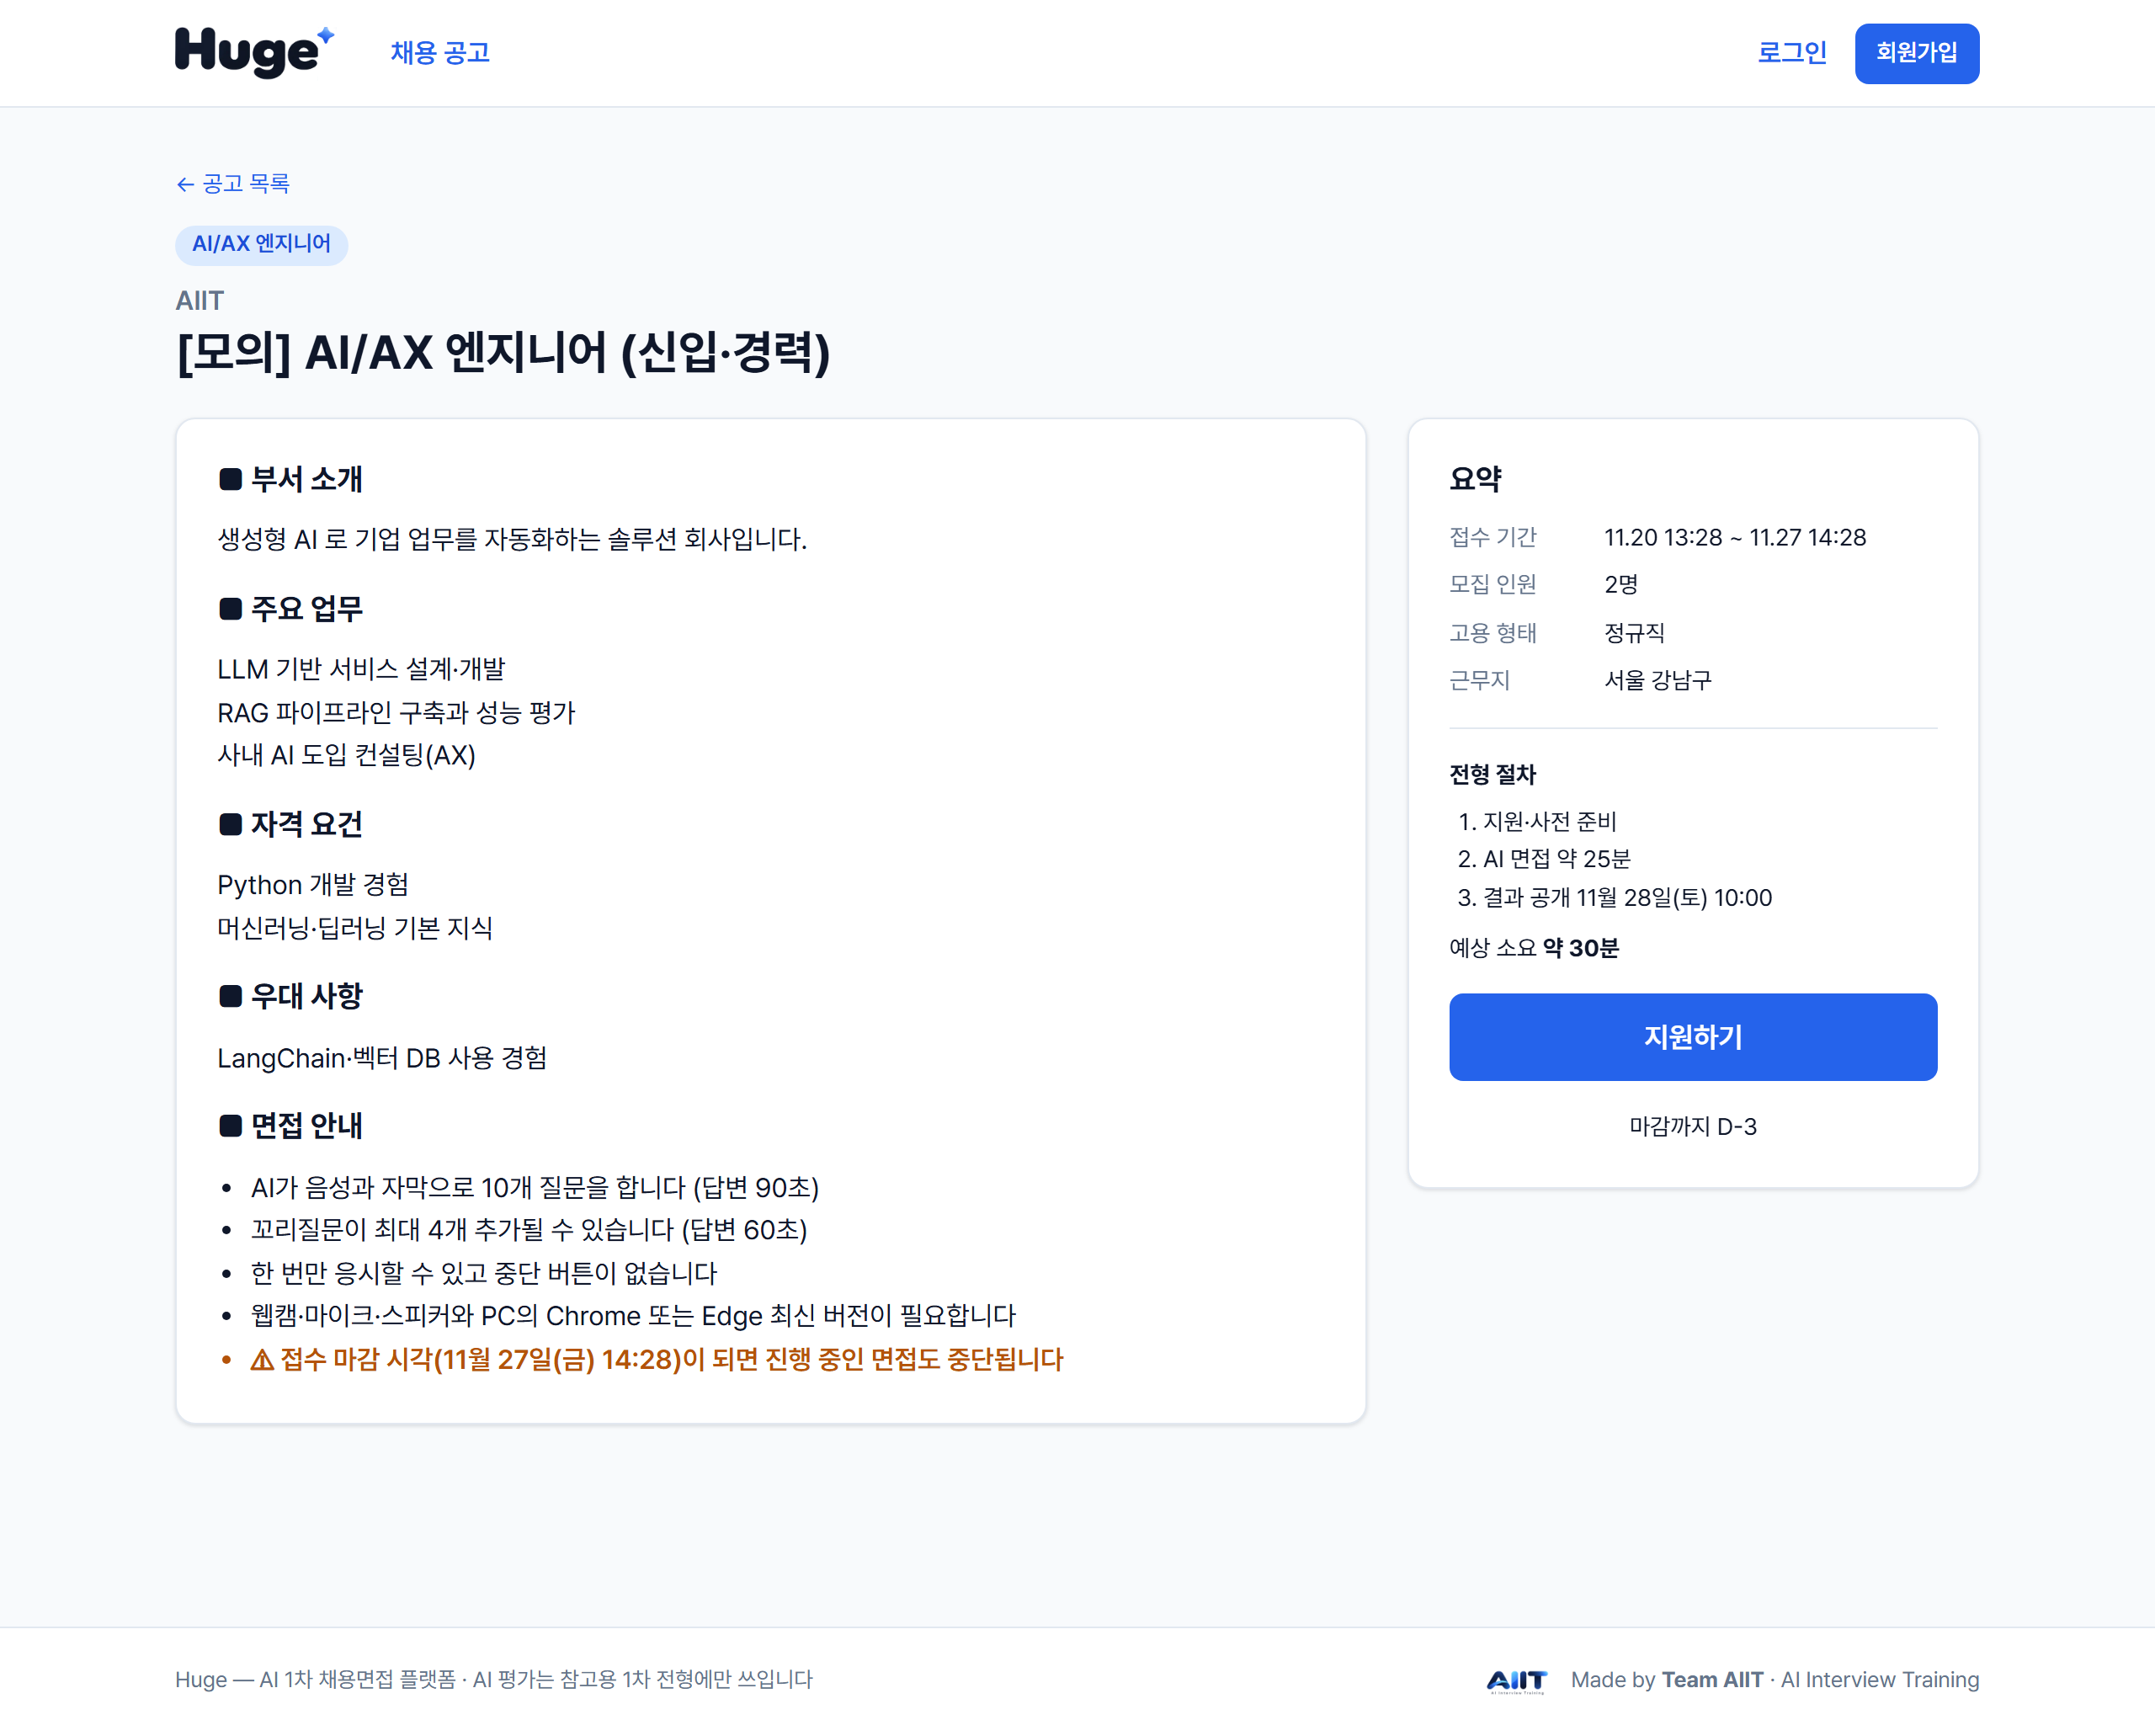 Huge
채용 공고
로그인
회원가입
← 공고 목록
AI/AX 엔지니어
AIIT
[모의] AI/AX 엔지니어 (신입·경력)
■ 부서 소개
생성형 AI 로 기업 업무를 자동화하는 솔루션 회사입니다.
■ 주요 업무
LLM 기반 서비스 설계·개발
RAG 파이프라인 구축과 성능 평가
사내 AI 도입 컨설팅(AX)
■ 자격 요건
Python 개발 경험
머신러닝·딥러닝 기본 지식
■ 우대 사항
LangChain·벡터 DB 사용 경험
■ 면접 안내
• AI가 음성과 자막으로 10개 질문을 합니다 (답변 90초)
• 꼬리질문이 최대 4개 추가될 수 있습니다 (답변 60초)
• 한 번만 응시할 수 있고 중단 버튼이 없습니다
• 웹캠·마이크·스피커와 PC의 Chrome 또는 Edge 최신 버전이 필요합니다
• ⚠ 접수 마감 시각(11월 27일(금) 14:28)이 되면 진행 중인 면접도 중단됩니다
요약
접수 기간 11.20 13:28 ~ 11.27 14:28
모집 인원 2명
고용 형태 정규직
근무지 서울 강남구
전형 절차
1. 지원·사전 준비
2. AI 면접 약 25분
3. 결과 공개 11월 28일(토) 10:00
예상 소요 약 30분
지원하기
마감까지 D-3
Huge — AI 1차 채용면접 플랫폼 · AI 평가는 참고용 1차 전형에만 쓰입니다
AIIT
AI Interview Training
Made by Team AIIT · AI Interview Training